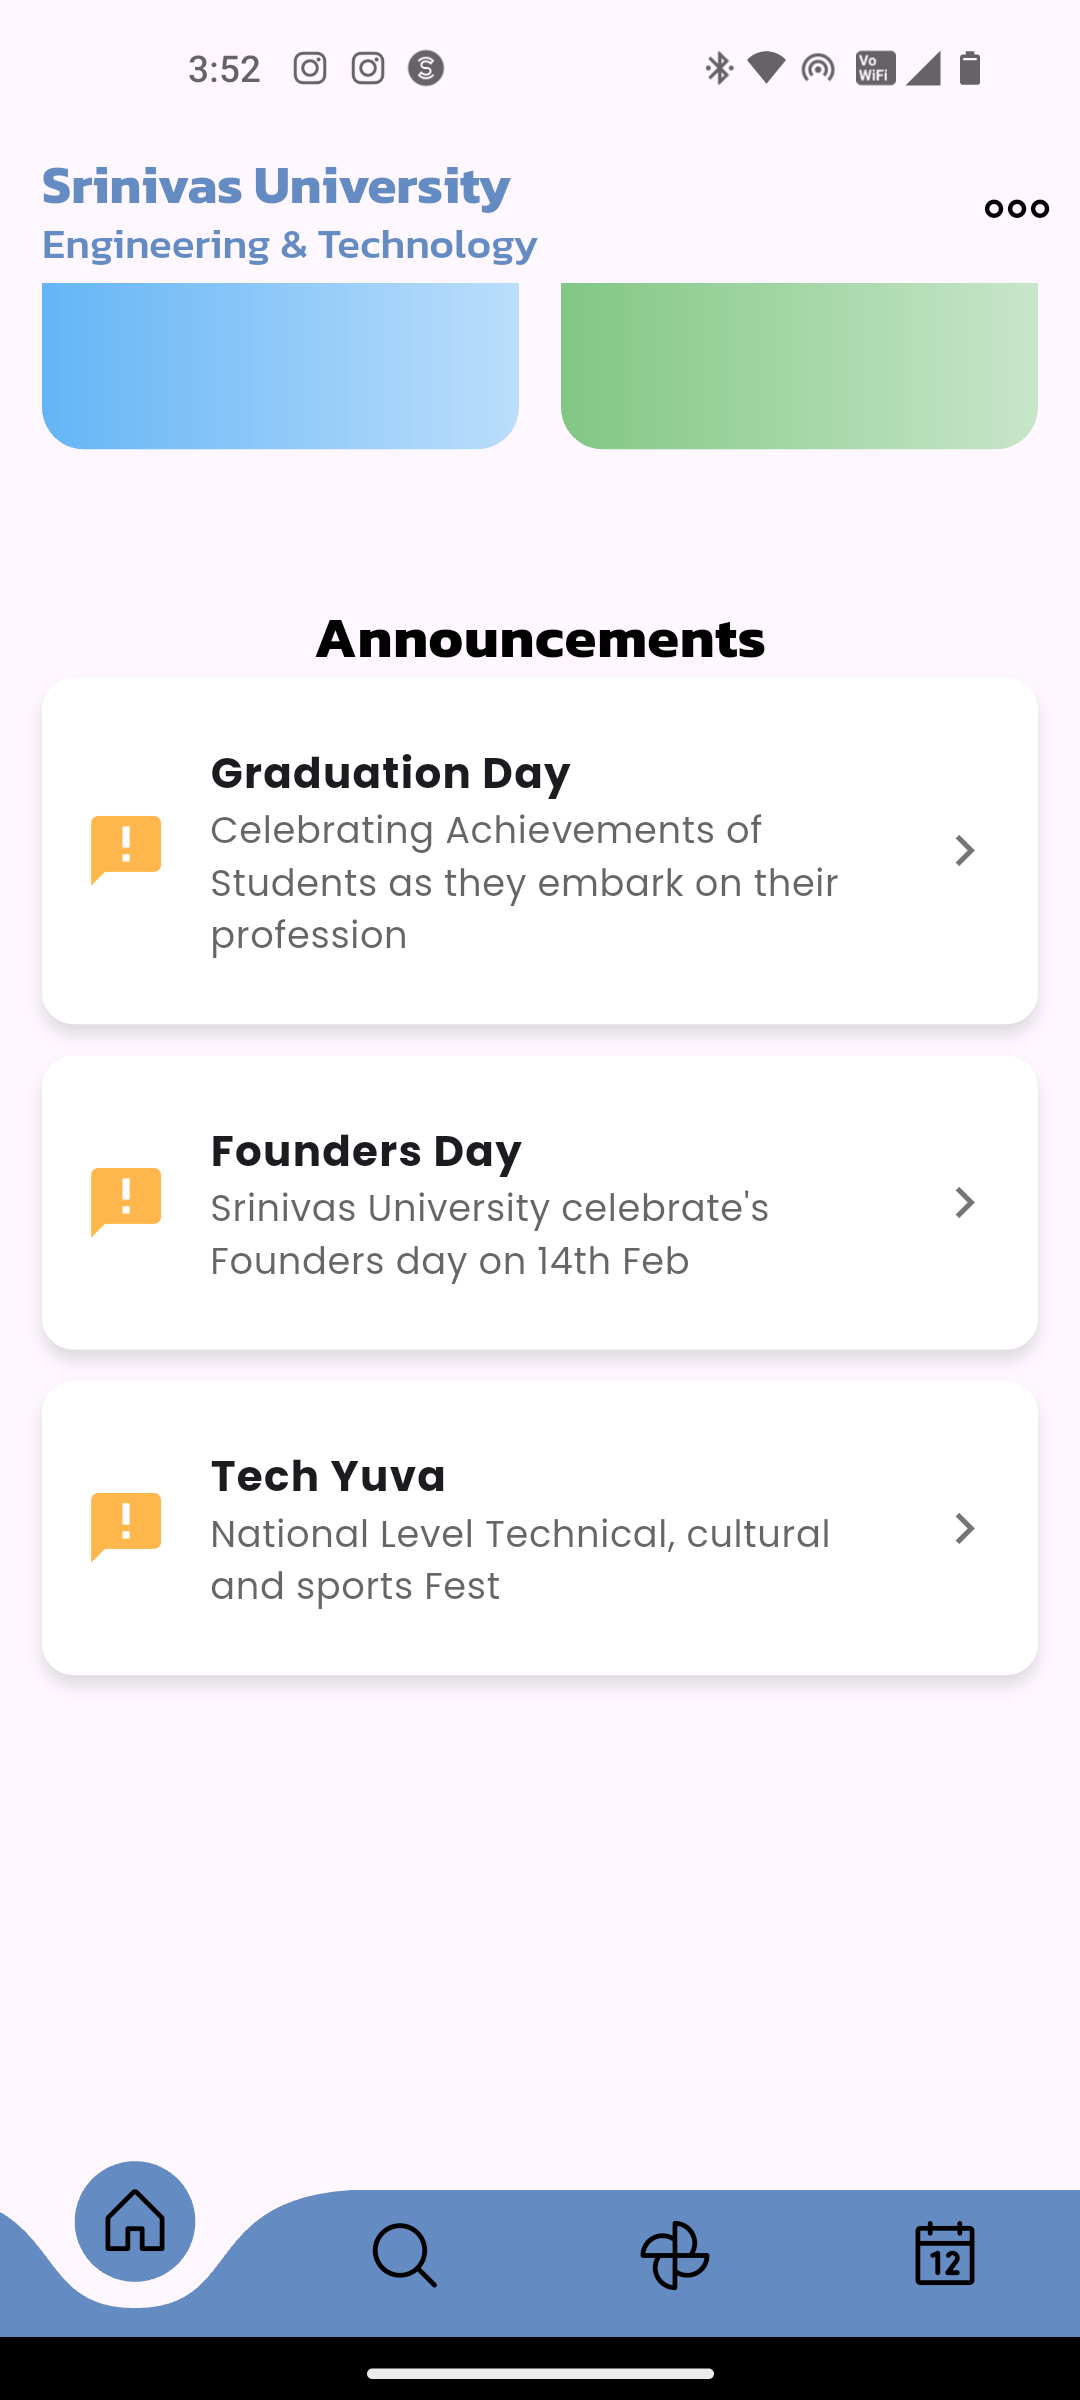 3:52
Vo
WiFi
Srinivas University
Engineering & Technology
Announcements
Graduation Day
Celebrating Achievements of
Students as they embark on their
profession
Founders Day
Srinivas University celebrate's
Founders day on 14th Feb
Tech Yuva
National Level Technical, cultural
and sports Fest
12